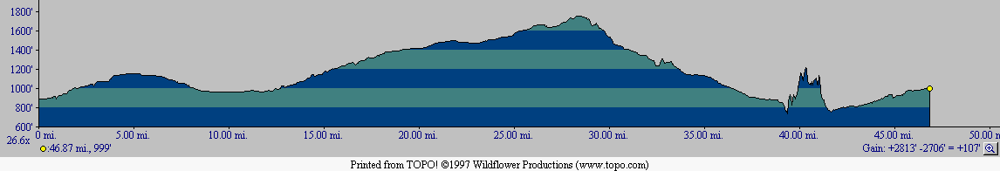 1800'
1600'
1400'
1200'
1000'
800'
600'
0 mi. 5.00 mi. 10.00 mi. 15.00 mi. 20.00 mi. 25.00 mi. 30.00 mi. 35.00 mi. 40.00 mi. 45.00 mi. 50.00 m
26.6x
:46.87 mi., 999' Gain: +2813' -2706' = +107'
Printed from TOPO! ©1997 Wildflower Productions (www.topo.com)